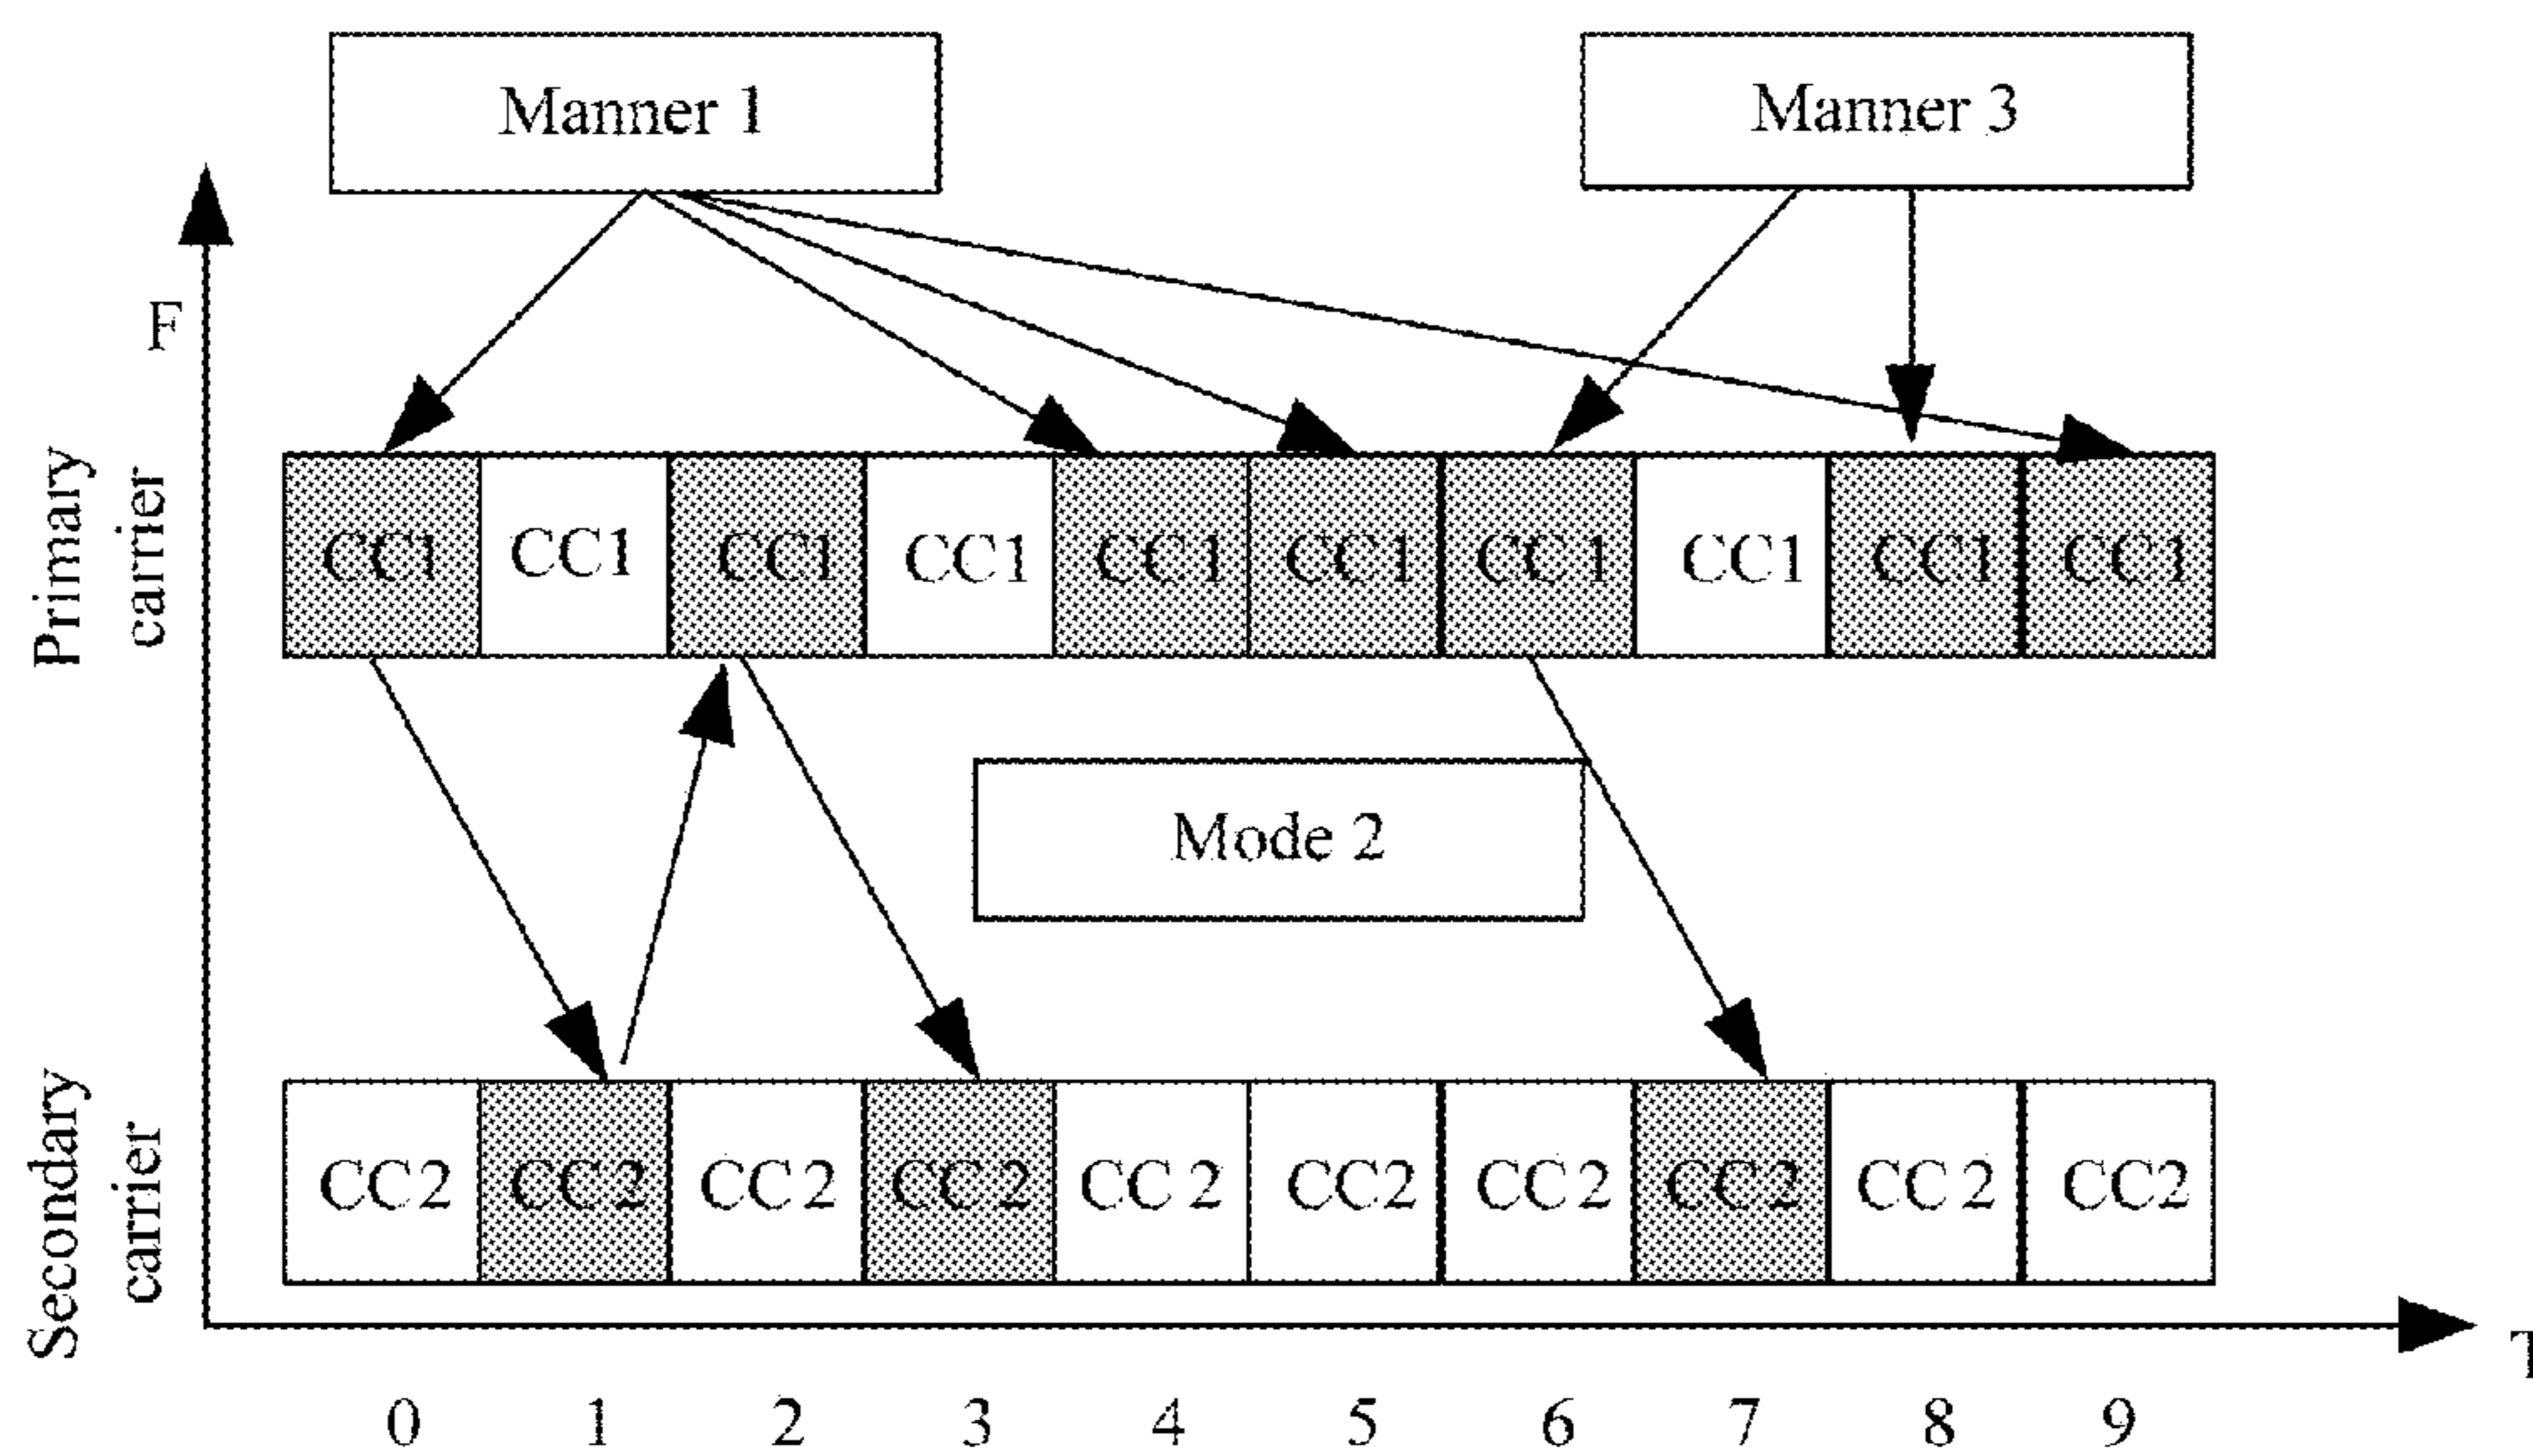 Manner 1
Manner 3
F
Primary
carrier
CC1 CC1 CC1 CC1 CC1 CC1 CC1 CC1 CC1 CC1
Mode 2
Secondary
carrier
CC2 CC2 CC2 CC2 CC2 CC2 CC2 CC2 CC2 CC2
T
0 1 2 3 4 5 6 7 8 9